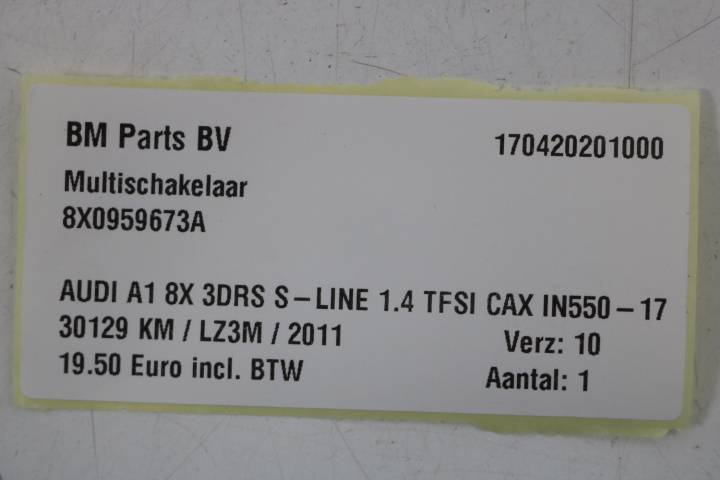 BM Parts BV 170420201000
Multischakelaar
8X0959673A
AUDI A1 8X 3DRS S-LINE 1.4 TFSI CAX IN550-17
30129 KM / LZ3M / 2011 Verz: 10
19.50 Euro incl. BTW Aantal: 1